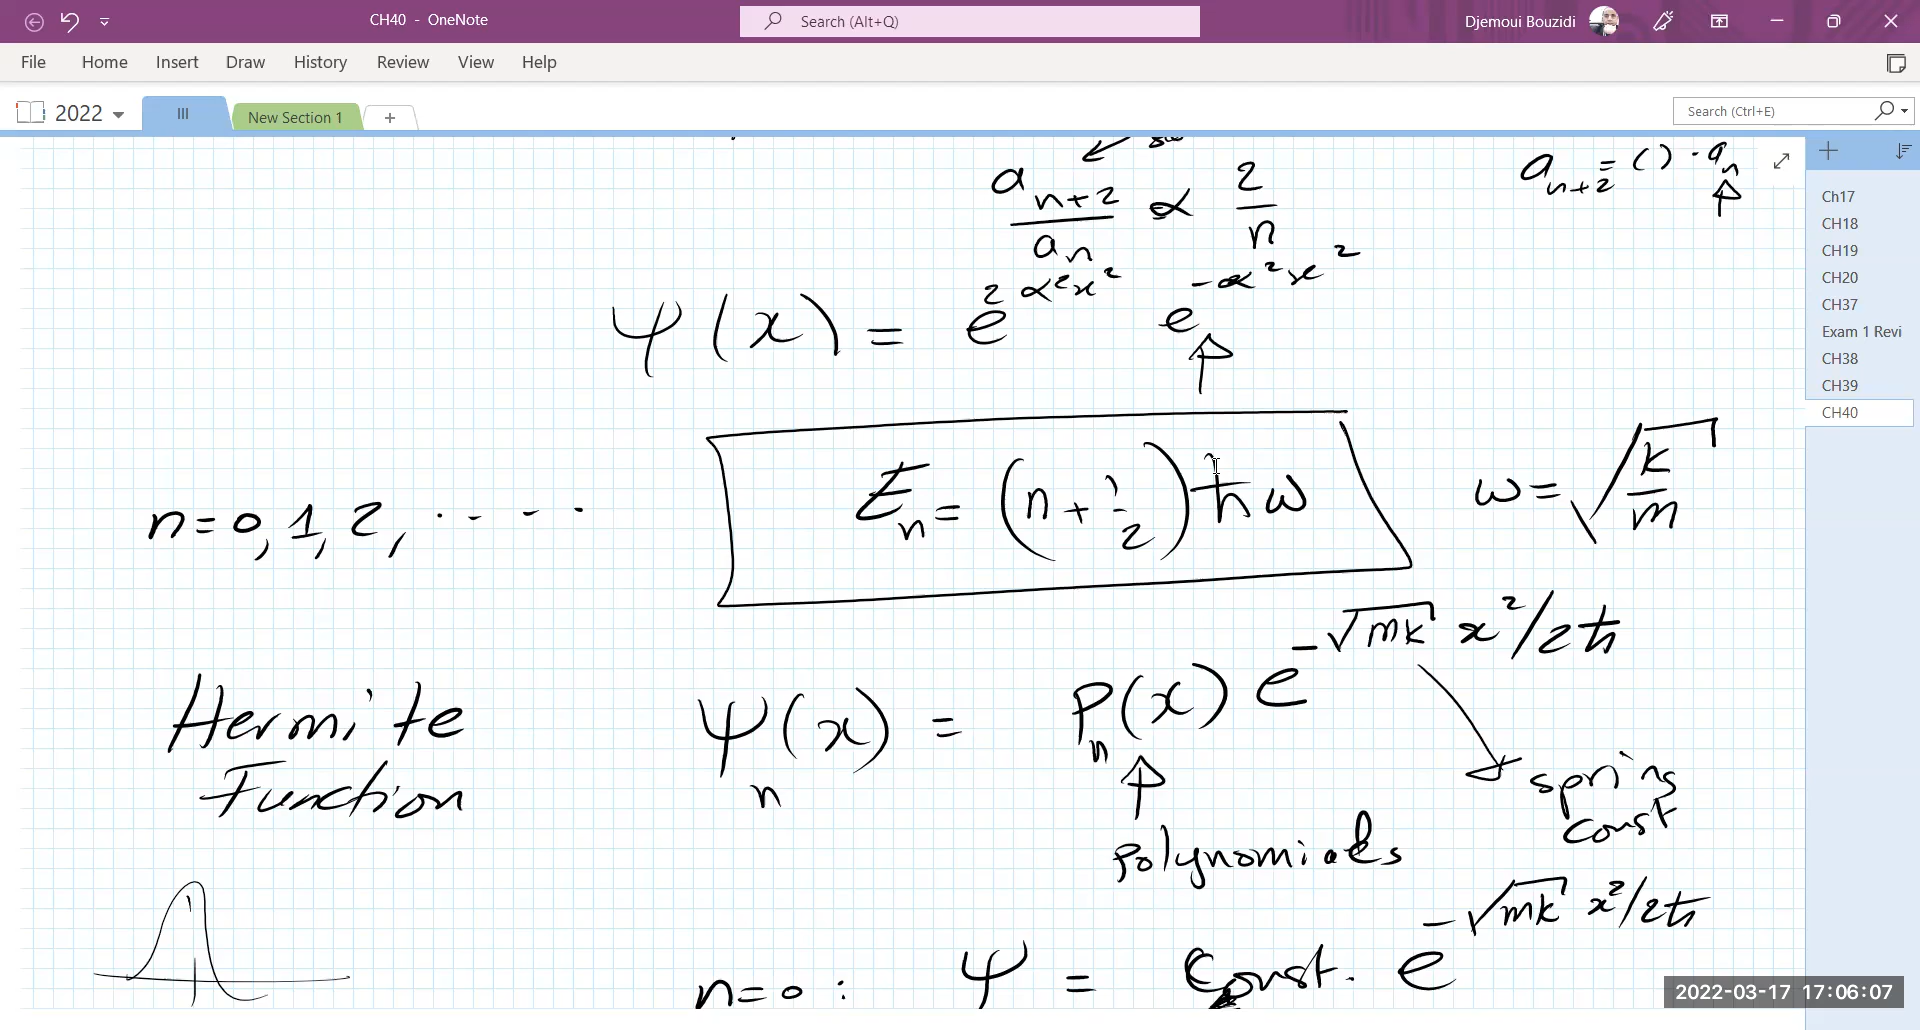 CH40 - OneNote
Search (Alt+Q)
Djemoui Bouzidi
File Home Insert Draw History Review View Help
2022
III
New Section 1
+
Search (Ctrl+E)
Ch17
CH18
CH19
CH20
CH37
Exam 1 Revi
CH38
CH39
CH40
a_{n+2}/a_n ∝ 2/n
a_{n+2} = ( ) · a_n
ψ(x) = e^{2α²x²} e^{-α²x²}
n=0, 1, 2, .....
E_n = (n + 1/2) ħω
ω = √(k/m)
Hermite
Function
ψ_n(x) = P_n(x) e^{-√mk x²/2ħ}
spring
const
polynomials
n=0 : ψ = Const. e^{-√mk x²/2ħ}
2022-03-17 17:06:07